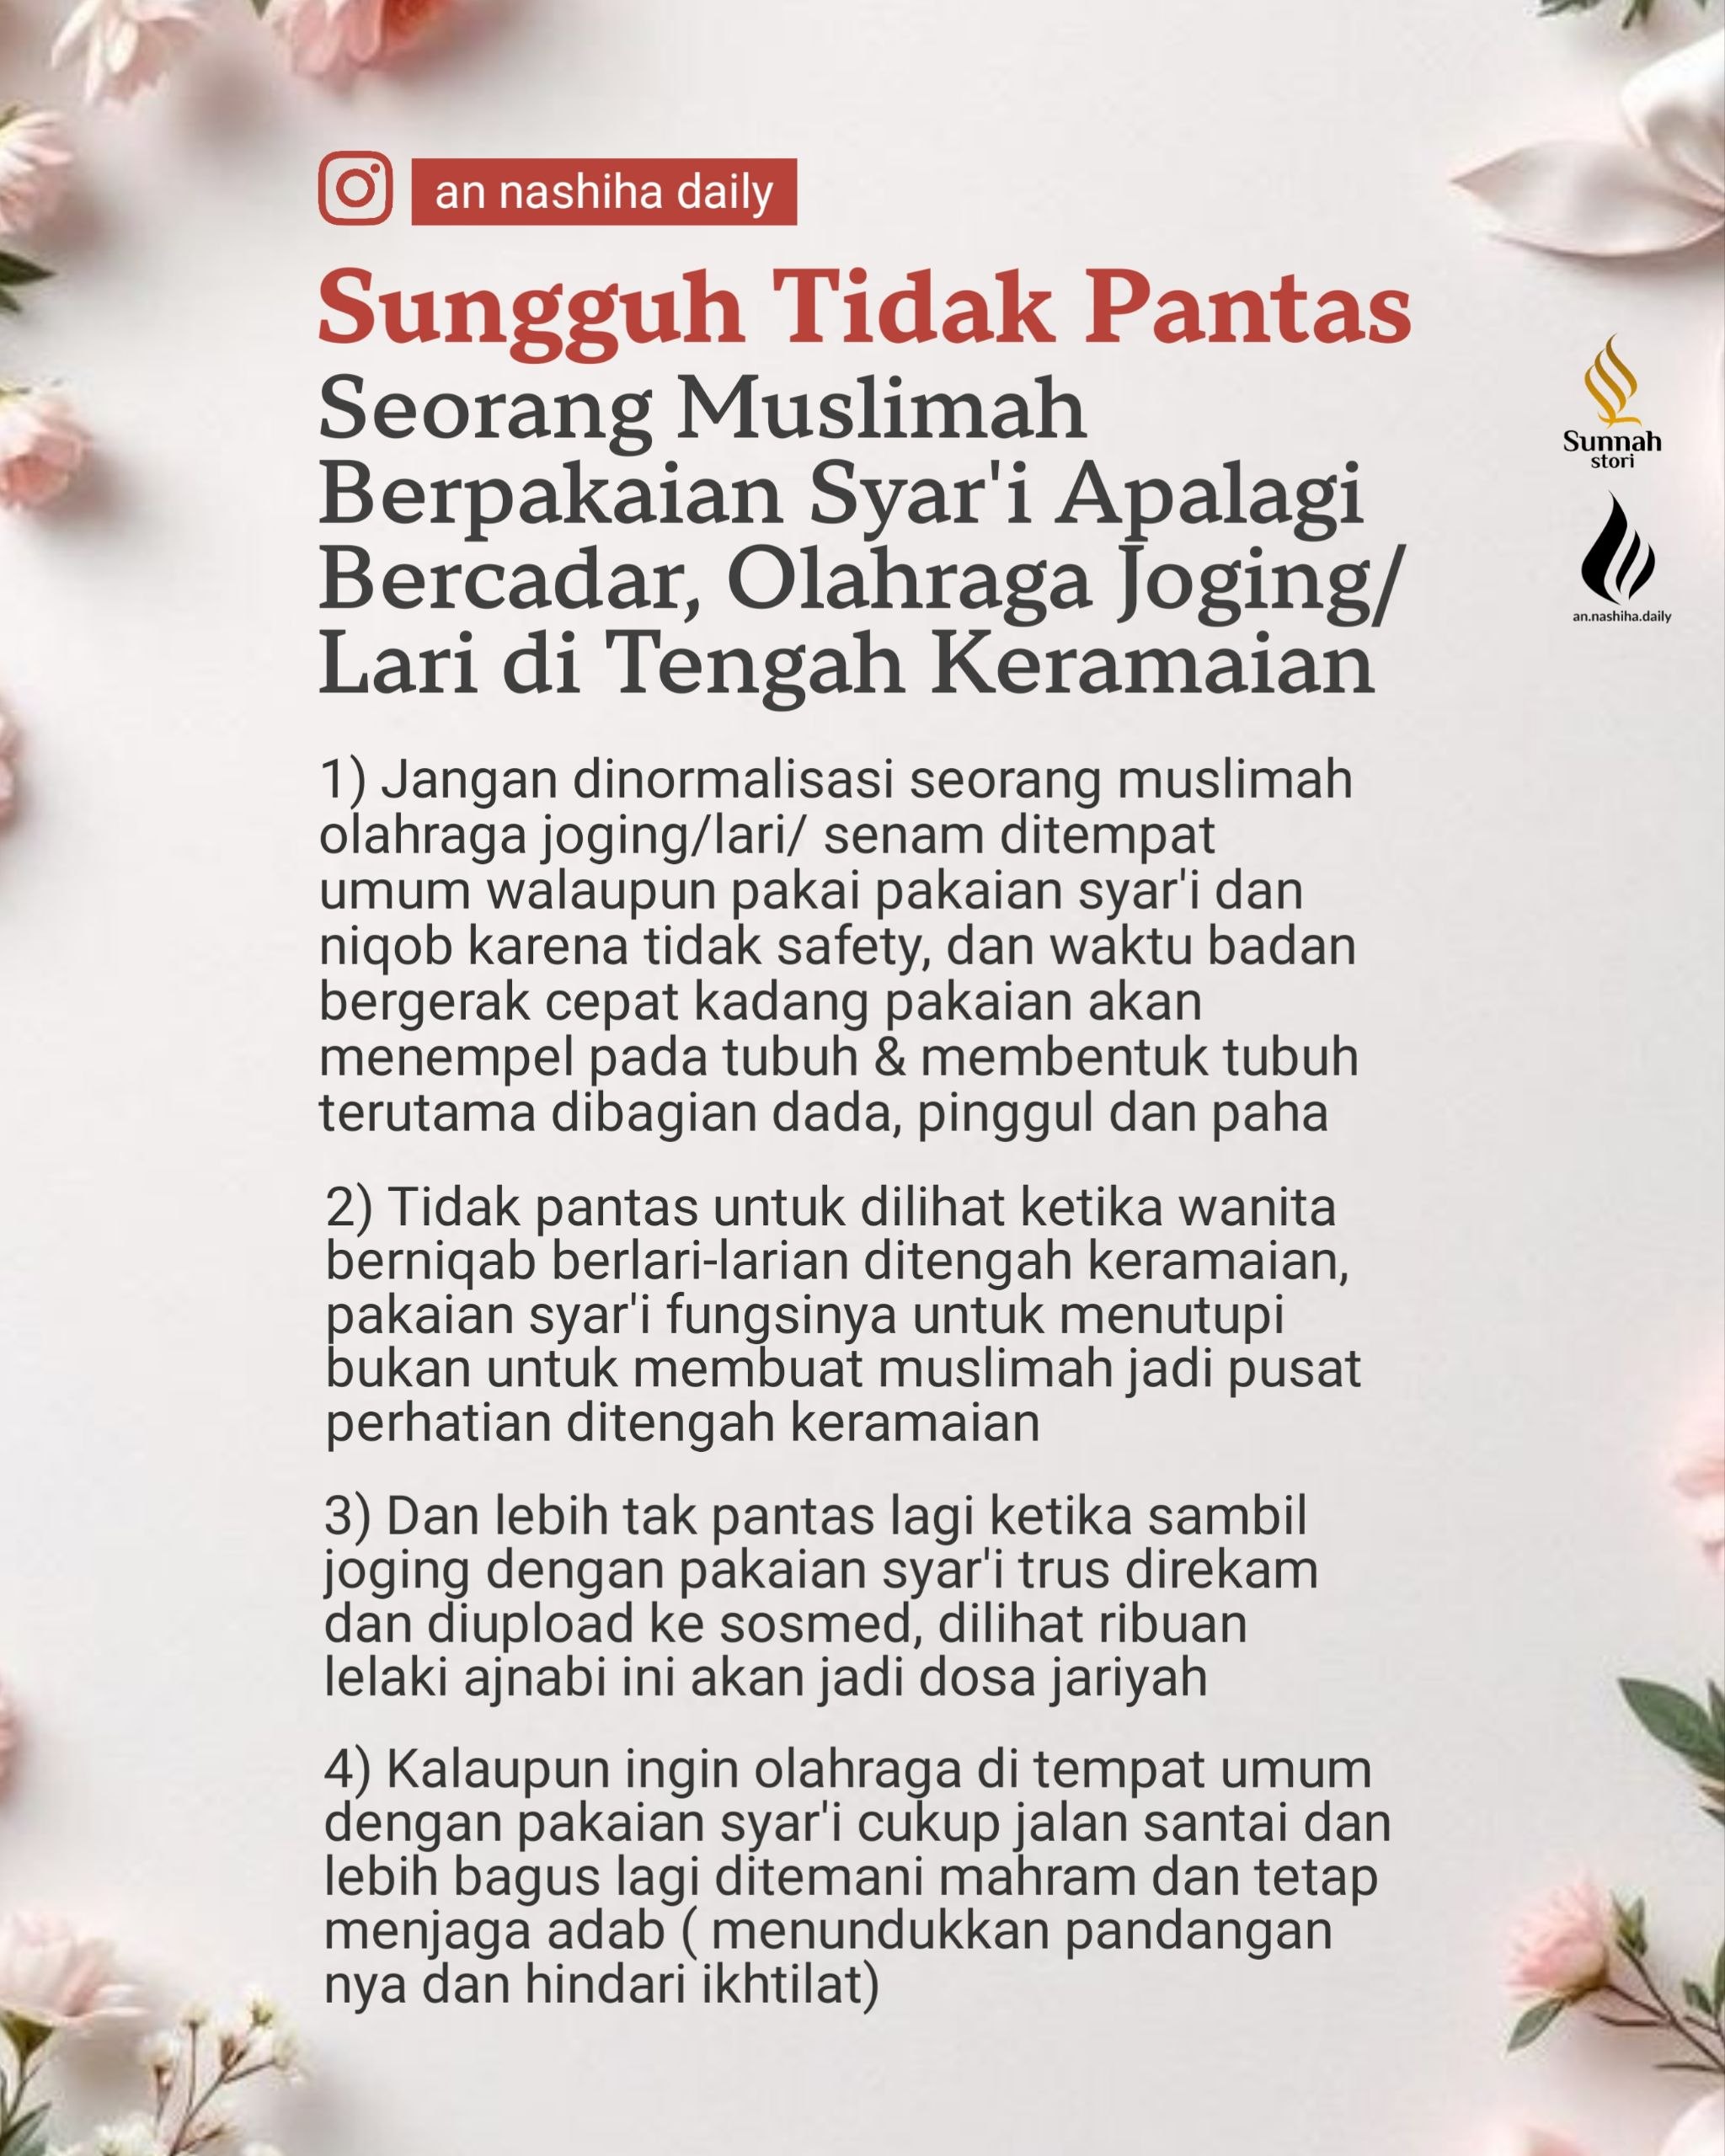 an nashiha daily
Sungguh Tidak Pantas
Seorang Muslimah
Berpakaian Syar'i Apalagi
Bercadar, Olahraga Joging/
Lari di Tengah Keramaian
Sunnah
stori
an.nashiha.daily
1) Jangan dinormalisasi seorang muslimah
olahraga joging/lari/ senam ditempat
umum walaupun pakai pakaian syar'i dan
niqob karena tidak safety, dan waktu badan
bergerak cepat kadang pakaian akan
menempel pada tubuh & membentuk tubuh
terutama dibagian dada, pinggul dan paha
2) Tidak pantas untuk dilihat ketika wanita
berniqab berlari-larian ditengah keramaian,
pakaian syar'i fungsinya untuk menutupi
bukan untuk membuat muslimah jadi pusat
perhatian ditengah keramaian
3) Dan lebih tak pantas lagi ketika sambil
joging dengan pakaian syar'i trus direkam
dan diupload ke sosmed, dilihat ribuan
lelaki ajnabi ini akan jadi dosa jariyah
4) Kalaupun ingin olahraga di tempat umum
dengan pakaian syar'i cukup jalan santai dan
lebih bagus lagi ditemani mahram dan tetap
menjaga adab ( menundukkan pandangan
nya dan hindari ikhtilat)